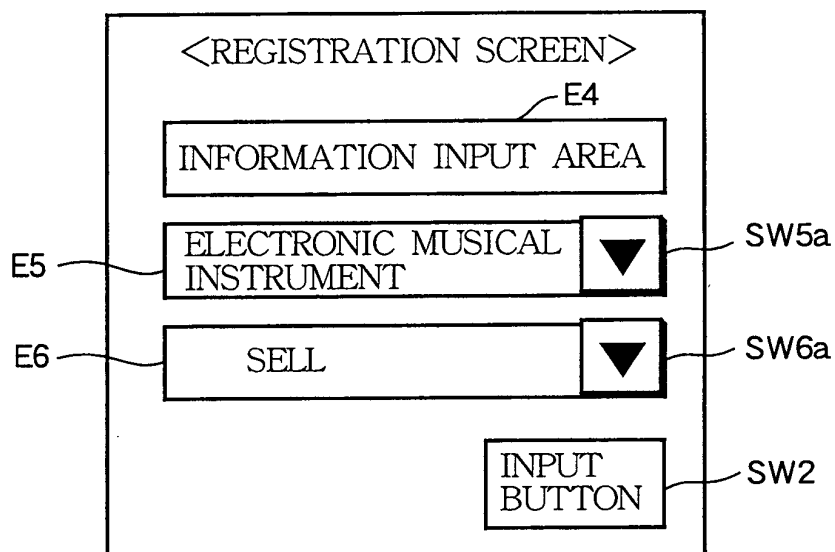 <REGISTRATION SCREEN>
E4
INFORMATION INPUT AREA
ELECTRONIC MUSICAL
INSTRUMENT
SW5a
E5
SELL
SW6a
E6
INPUT
BUTTON
SW2